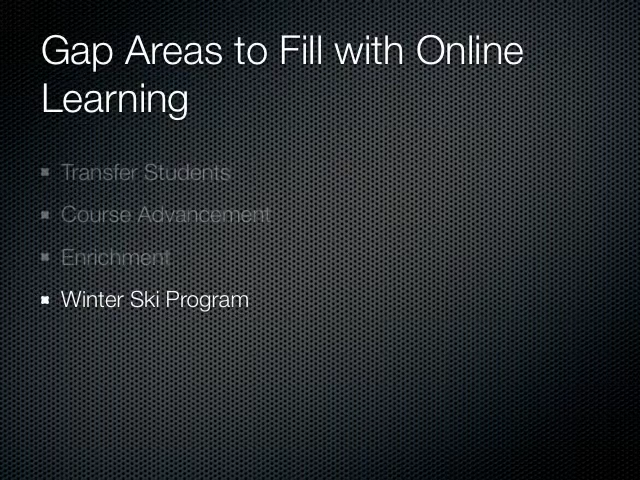 Gap Areas to Fill with Online
Learning
Transfer Students
Course Advancement
Enrichment
Winter Ski Program